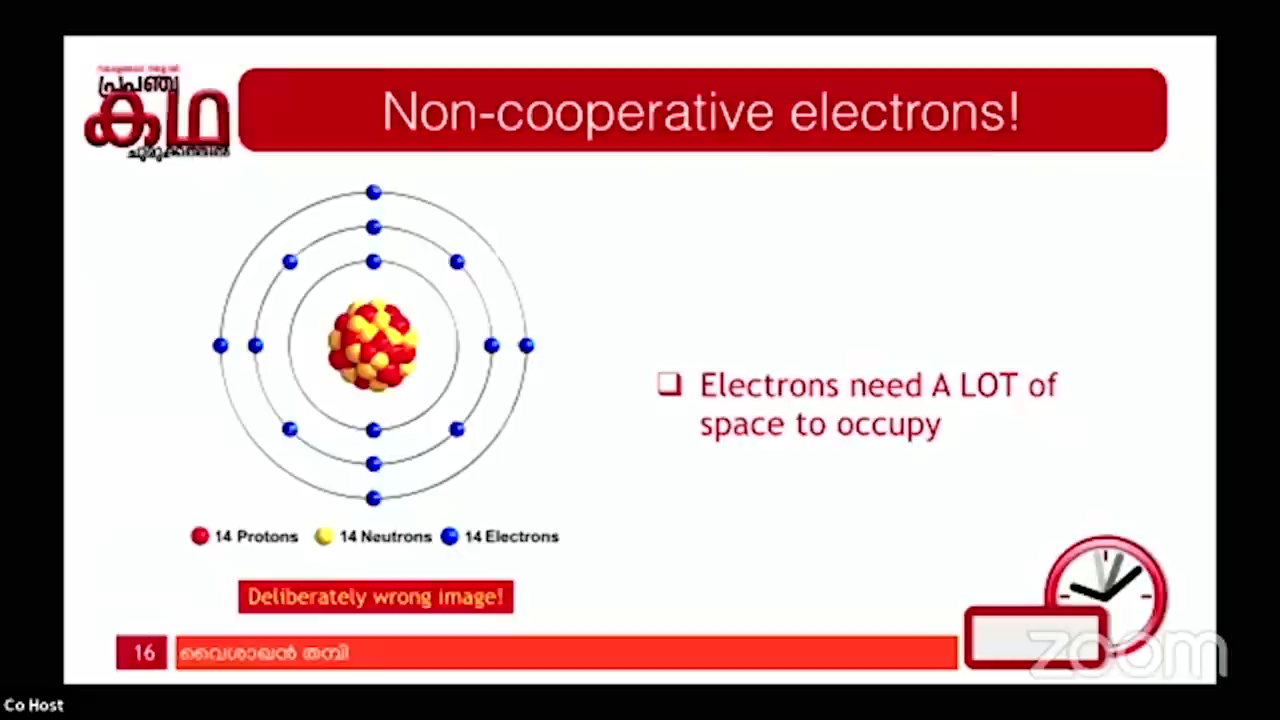 പ്രപഞ്ച
കഥ
Non-cooperative electrons!
Electrons need A LOT of
space to occupy
14 Protons 14 Neutrons 14 Electrons
Deliberately wrong image!
16 വൈശാഖൻ തമ്പി
zoom
Co Host